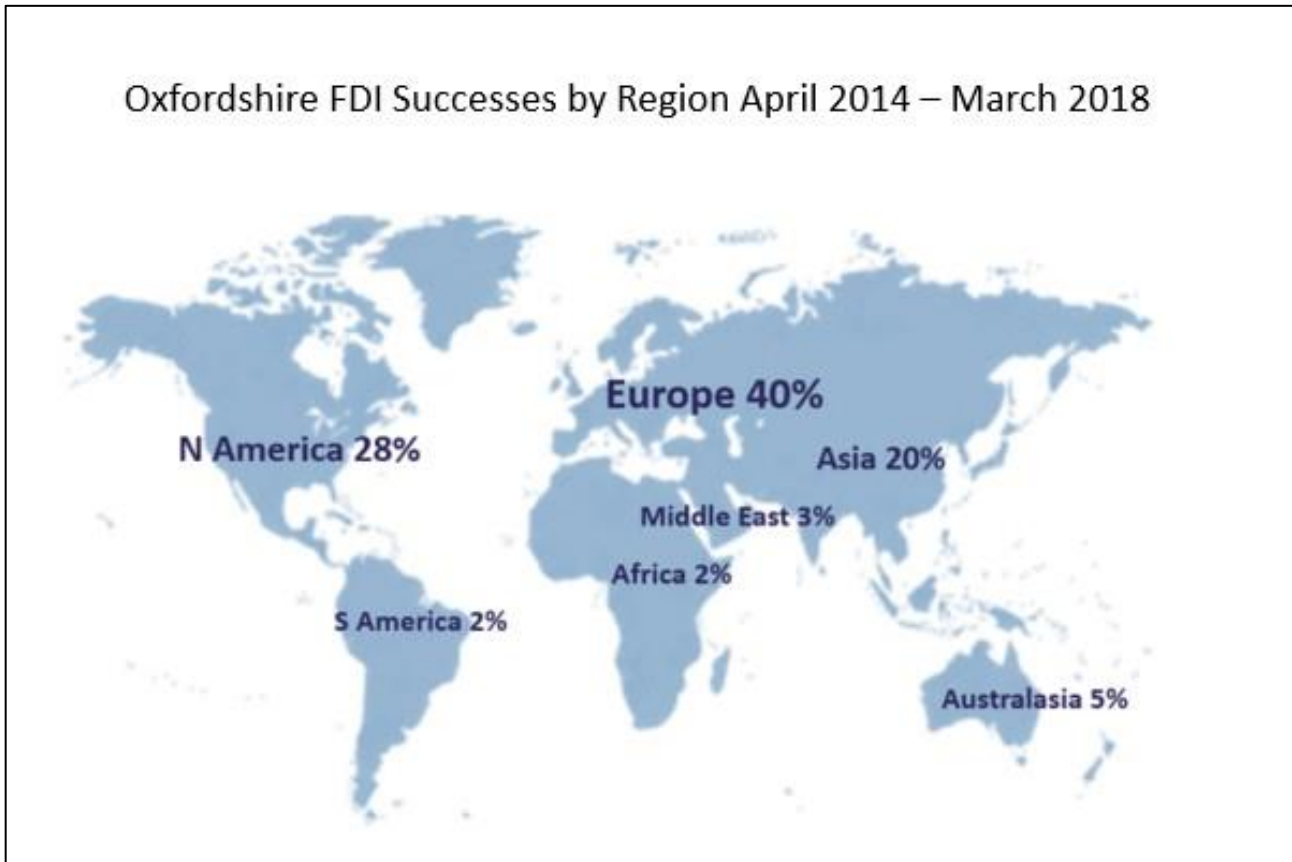 Oxfordshire FDI Successes by Region April 2014 – March 2018
Europe 40%
N America 28%
Asia 20%
Middle East 3%
Africa 2%
S America 2%
Australasia 5%